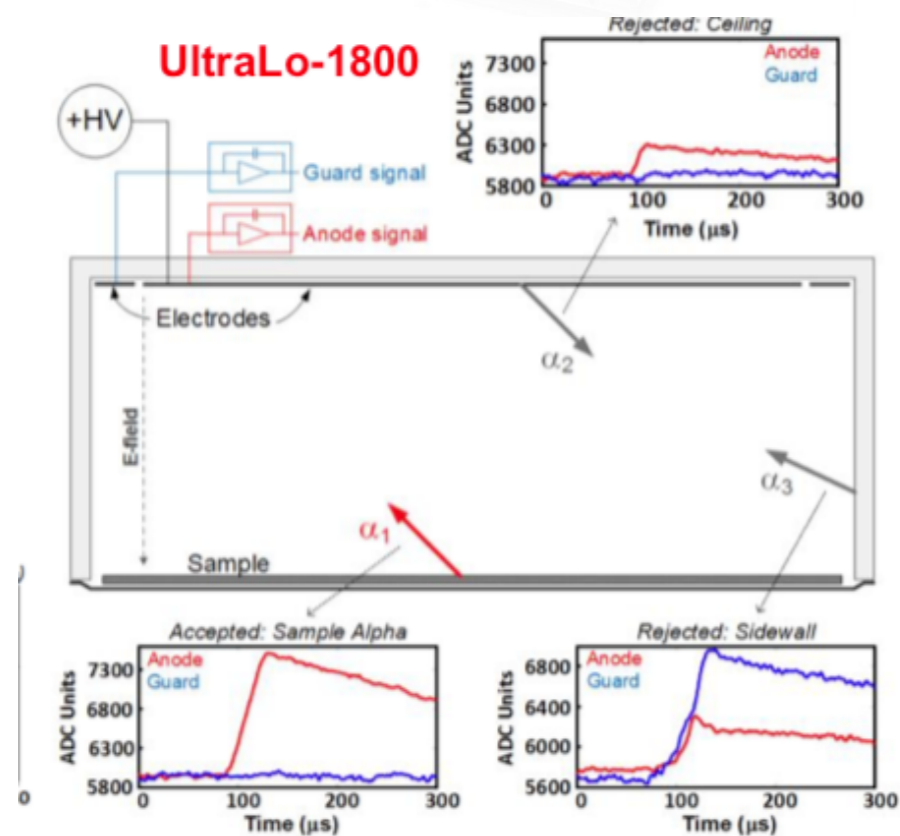 UltraLo-1800
+HV
Guard signal
Anode signal
Electrodes
E-field
Sample
α1
α2
α3
Rejected: Ceiling
Anode
Guard
ADC Units
7300
6800
6300
5800
0 100 200 300
Time (μs)
Accepted: Sample Alpha
Anode
Guard
ADC Units
7300
6800
6300
5800
0 100 200 300
Time (μs)
Rejected: Sidewall
Anode
Guard
ADC Units
6800
6400
6000
5600
0 100 200 300
Time (μs)
0